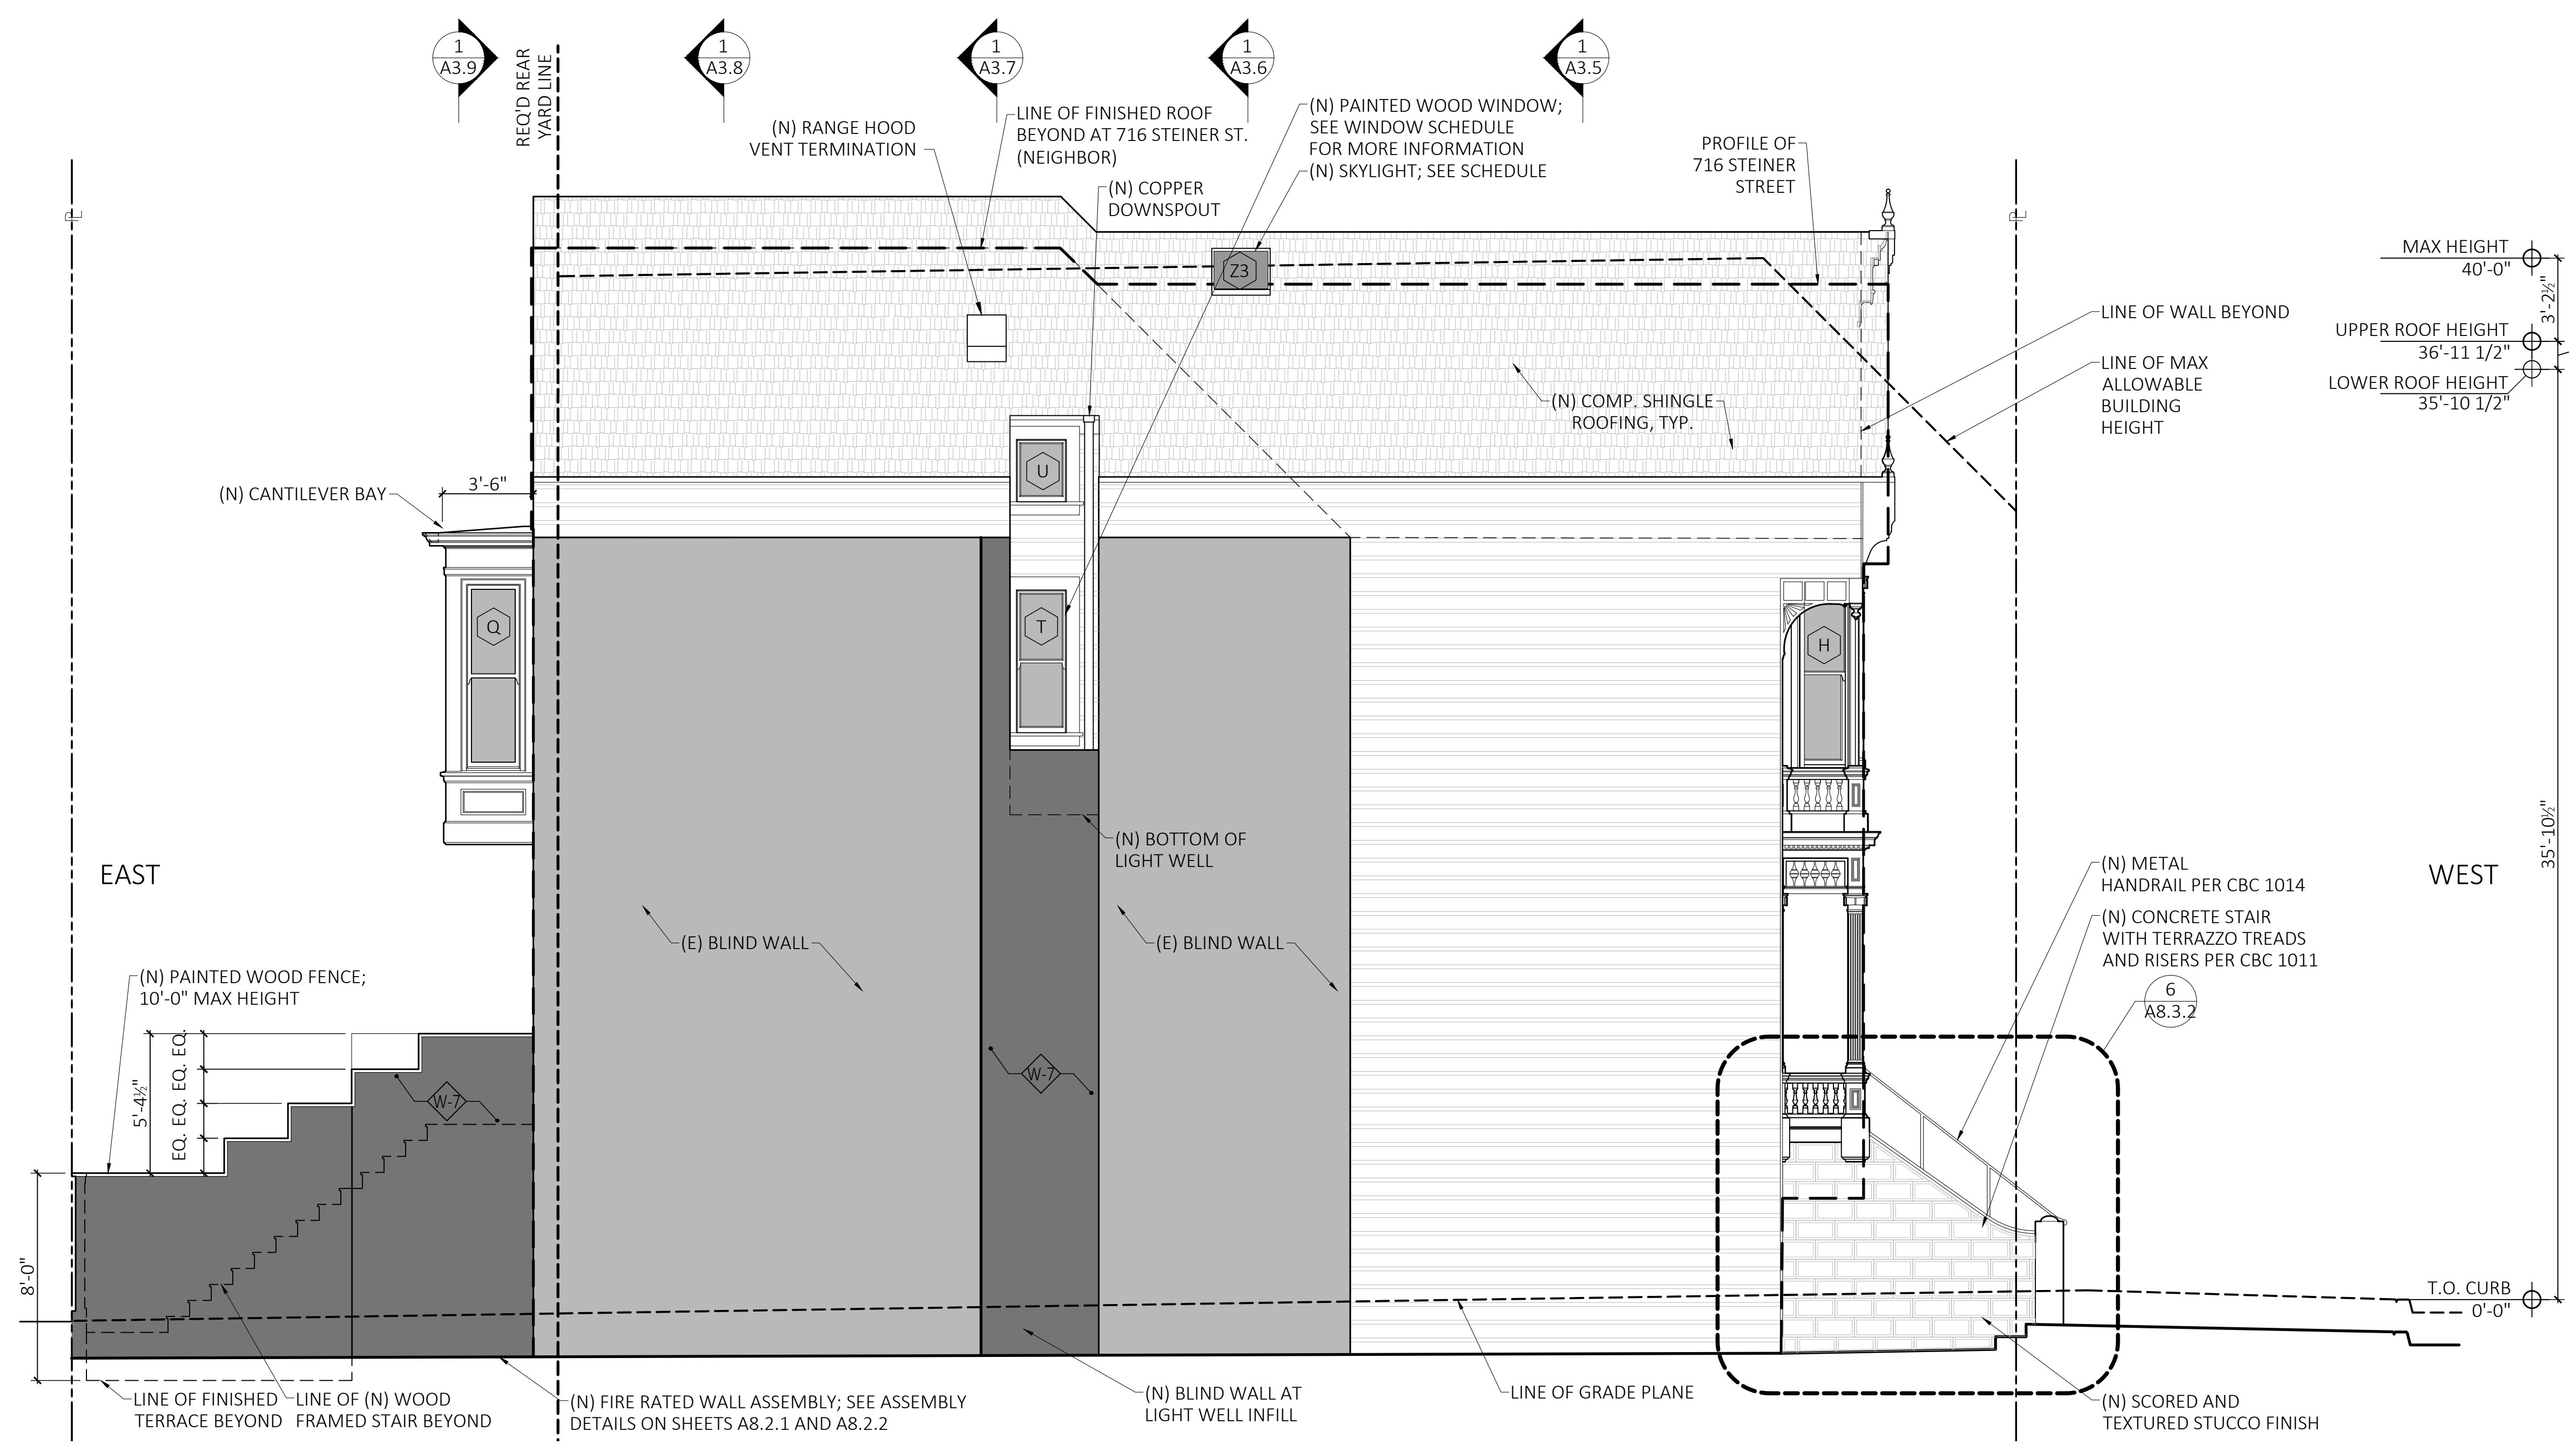 1
A3.9
1
A3.8
1
A3.7
1
A3.6
1
A3.5
REQ'D REAR
YARD LINE
(N) RANGE HOOD
VENT TERMINATION
LINE OF FINISHED ROOF
BEYOND AT 716 STEINER ST.
(NEIGHBOR)
(N) COPPER
DOWNSPOUT
(N) PAINTED WOOD WINDOW;
SEE WINDOW SCHEDULE
FOR MORE INFORMATION
(N) SKYLIGHT; SEE SCHEDULE
PROFILE OF
716 STEINER
STREET
PL
PL
MAX HEIGHT
40'-0"
3'-2½"
UPPER ROOF HEIGHT
36'-11 1/2"
LOWER ROOF HEIGHT
35'-10 1/2"
Z3
LINE OF WALL BEYOND
LINE OF MAX
ALLOWABLE
BUILDING
HEIGHT
(N) COMP. SHINGLE
ROOFING, TYP.
(N) CANTILEVER BAY
3'-6"
U
Q
T
H
(N) BOTTOM OF
LIGHT WELL
EAST
WEST
35'-10½"
(N) METAL
HANDRAIL PER CBC 1014
(N) CONCRETE STAIR
WITH TERRAZZO TREADS
AND RISERS PER CBC 1011
6
A8.3.2
(E) BLIND WALL
(E) BLIND WALL
(N) PAINTED WOOD FENCE;
10'-0" MAX HEIGHT
5'-4½"
EQ. EQ. EQ. EQ.
W-7
W-7
8'-0"
T.O. CURB
0'-0"
LINE OF FINISHED
TERRACE BEYOND
LINE OF (N) WOOD
FRAMED STAIR BEYOND
(N) FIRE RATED WALL ASSEMBLY; SEE ASSEMBLY
DETAILS ON SHEETS A8.2.1 AND A8.2.2
(N) BLIND WALL AT
LIGHT WELL INFILL
LINE OF GRADE PLANE
(N) SCORED AND
TEXTURED STUCCO FINISH